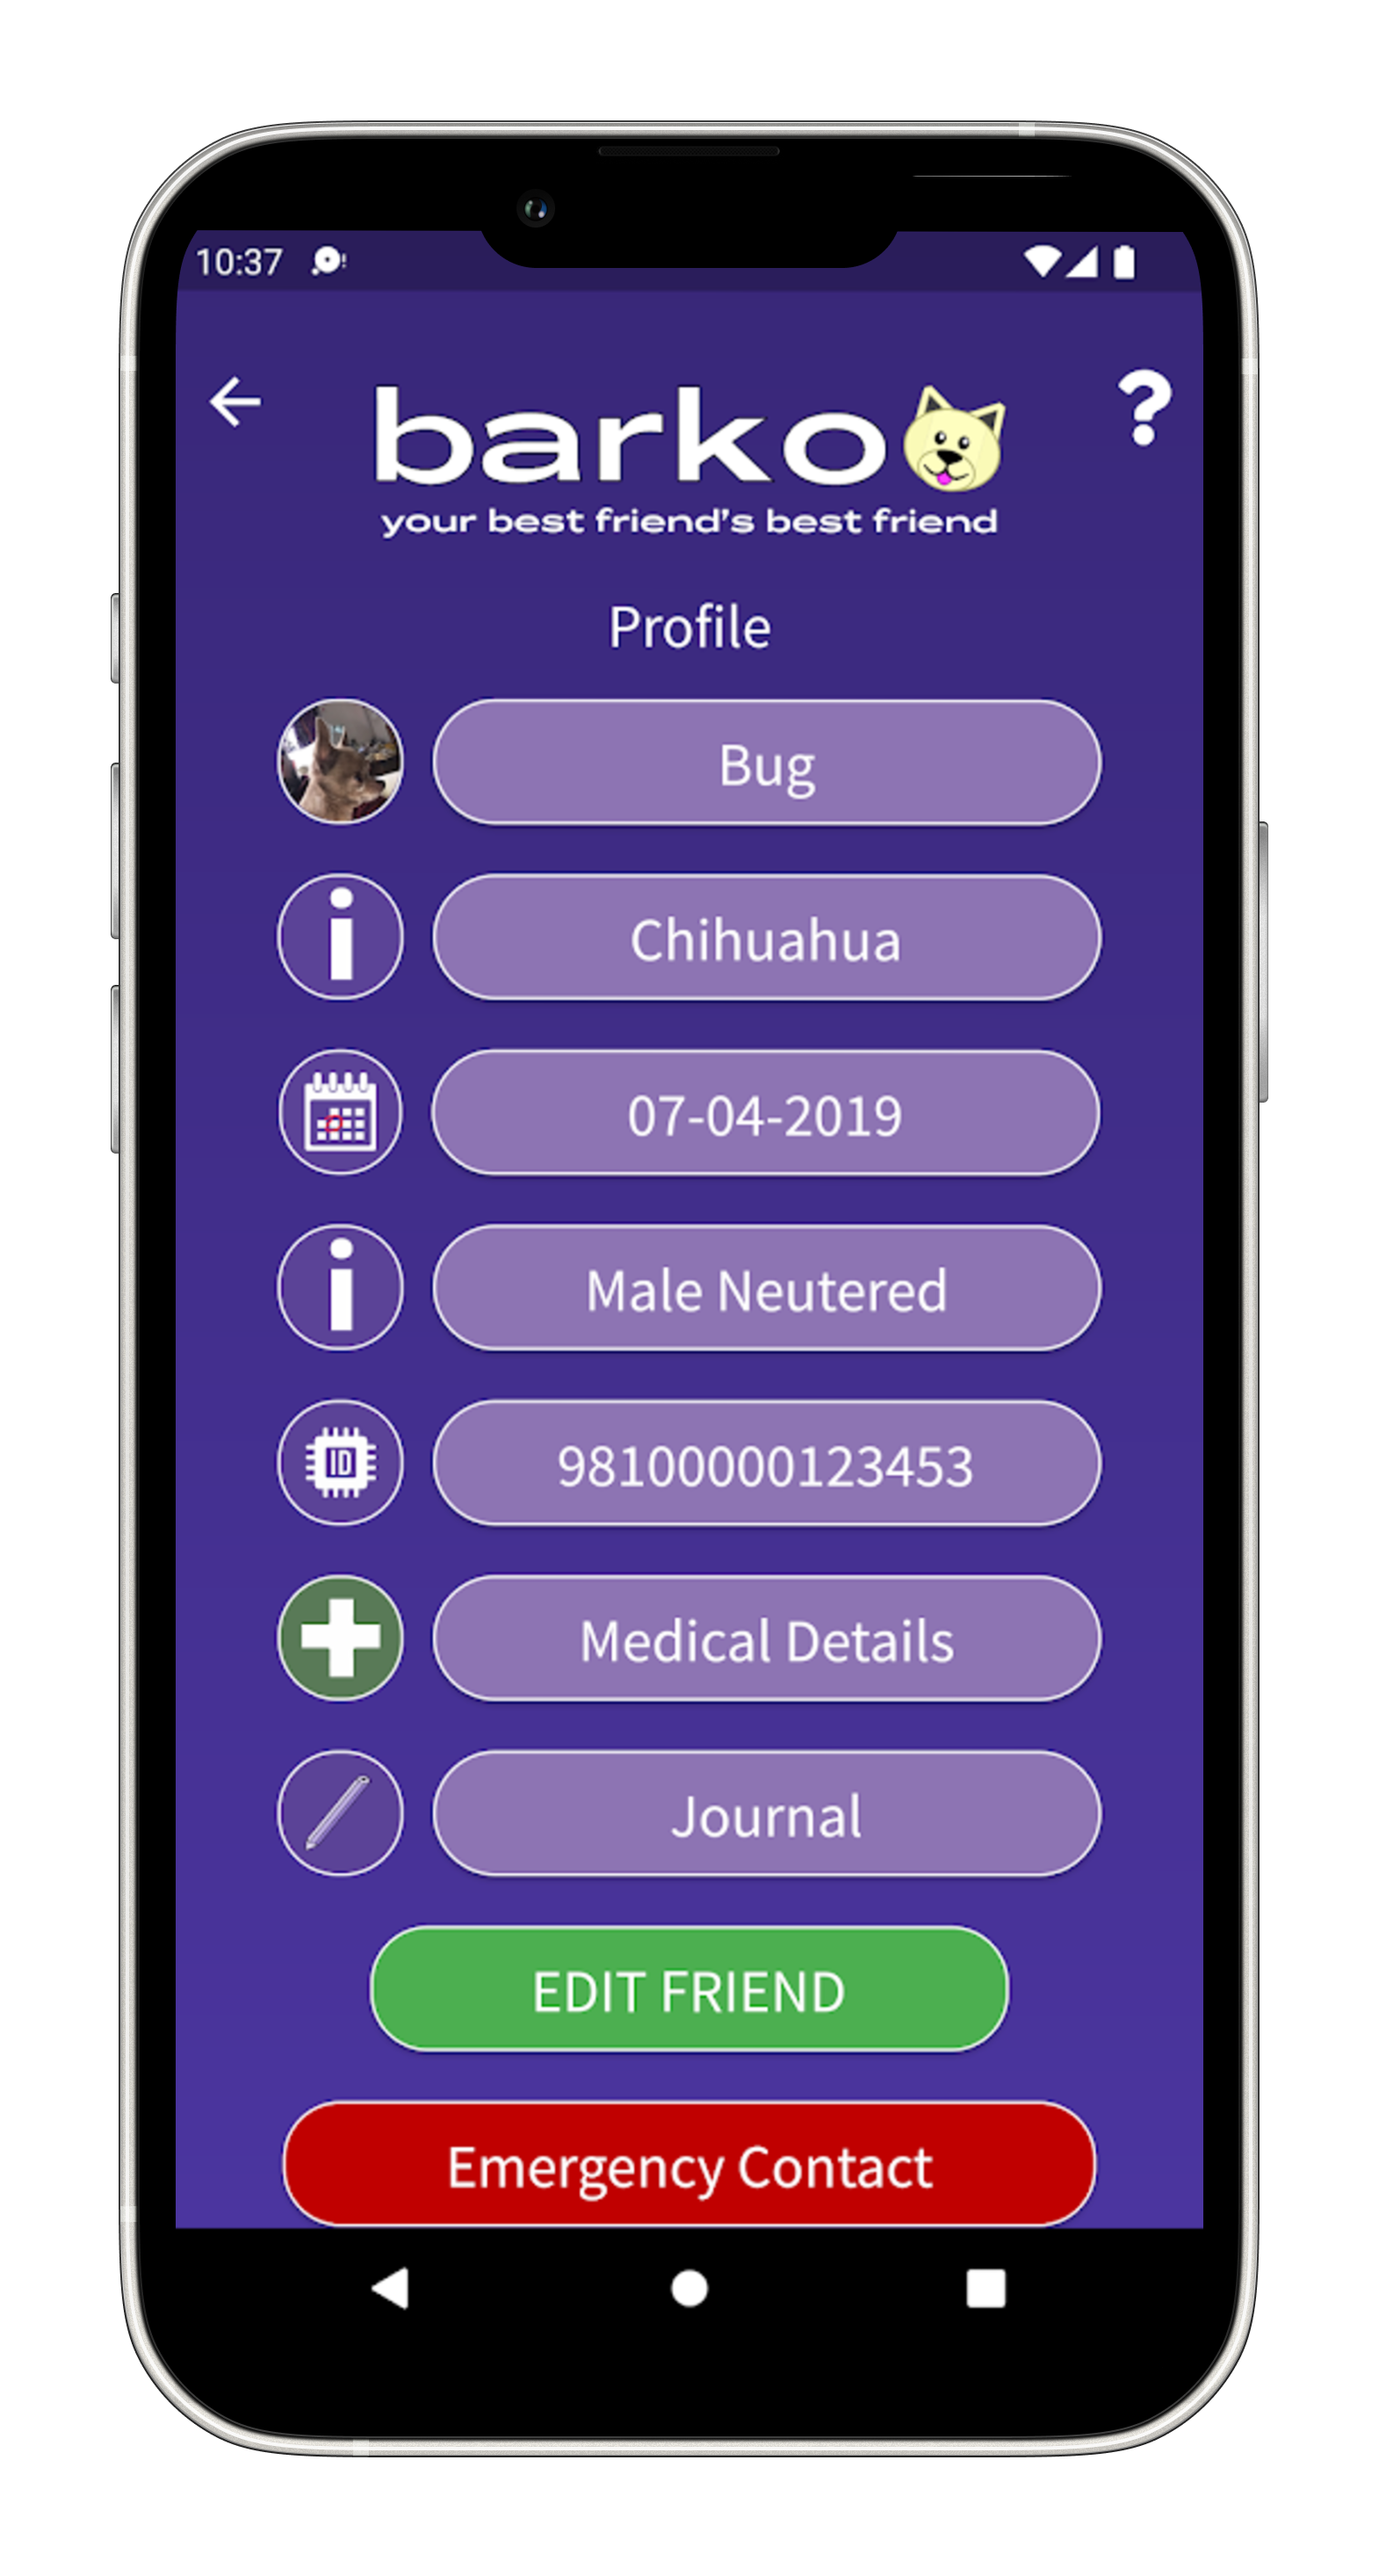 10:37
barko
your best friend's best friend
Profile
Bug
Chihuahua
07-04-2019
Male Neutered
ID
98100000123453
Medical Details
Journal
EDIT FRIEND
Emergency Contact